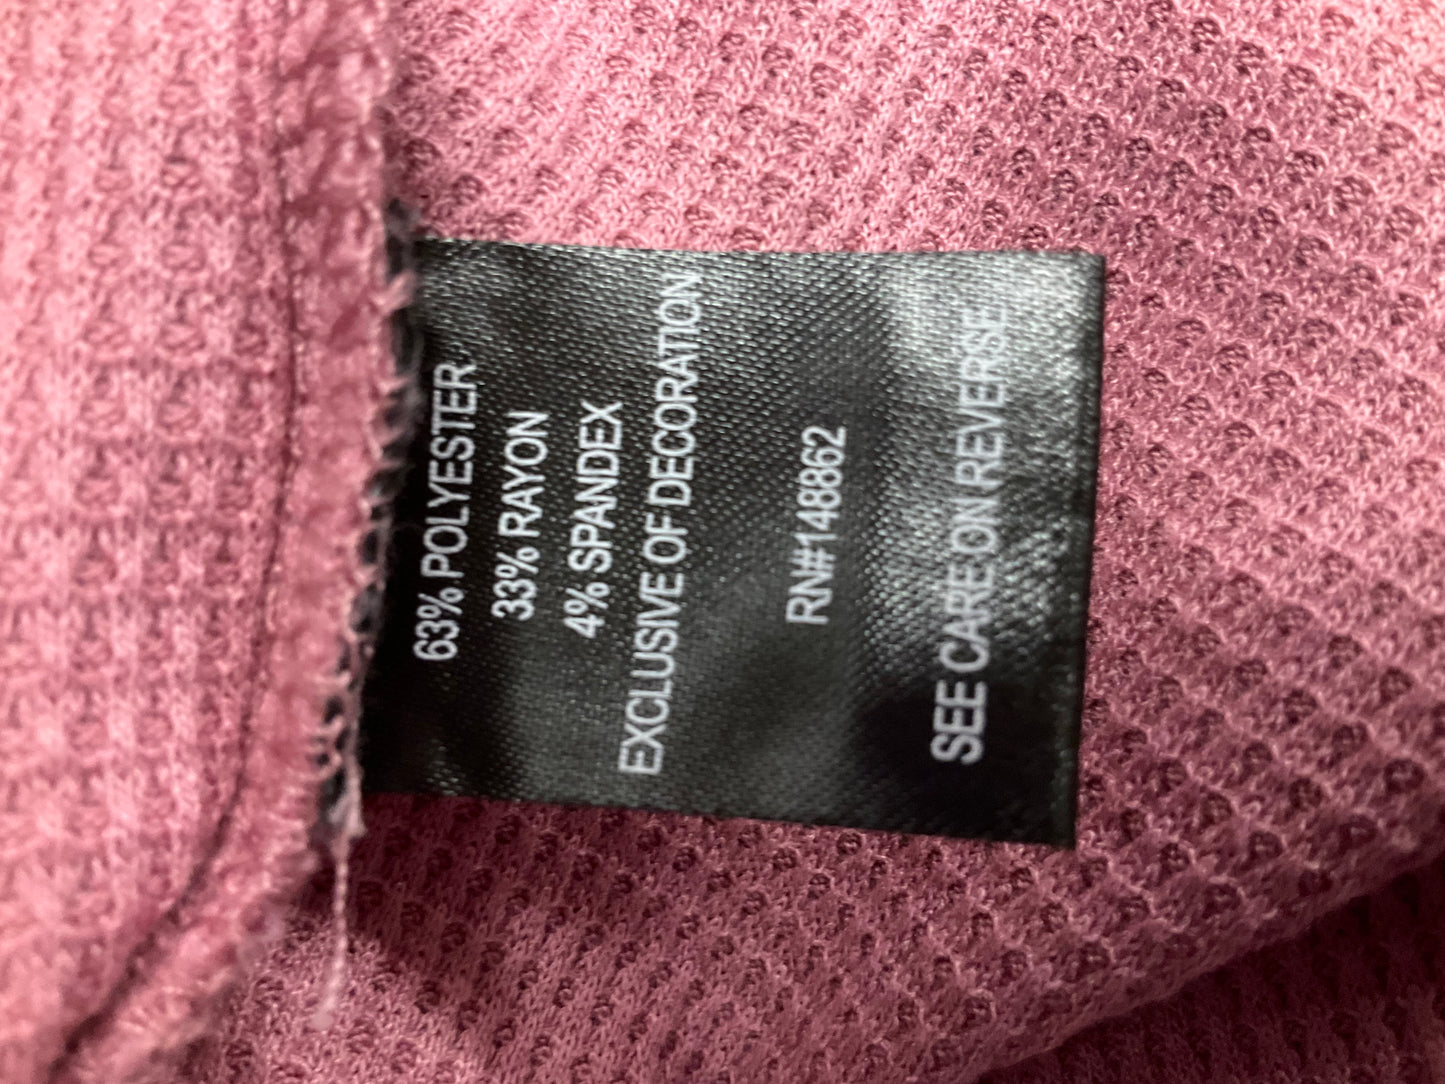 63% POLYESTER
33% RAYON
4% SPANDEX
EXCLUSIVE OF DECORATION
RN#148862
SEE CARE ON REVERSE